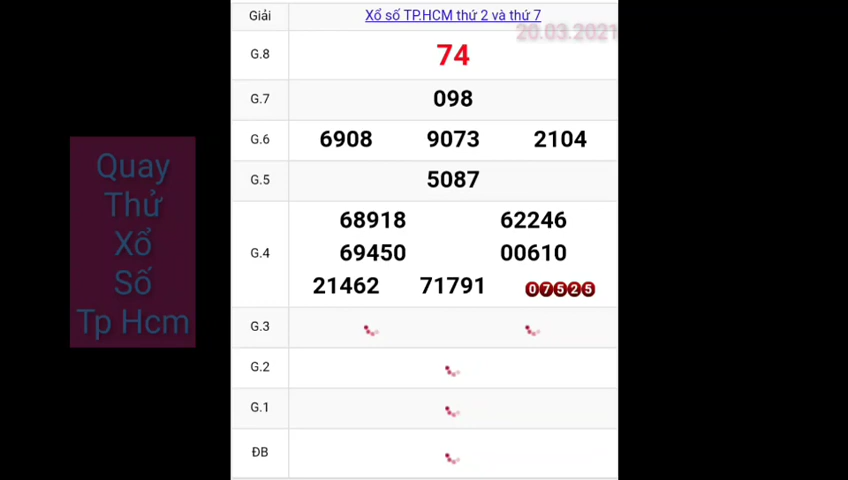 Giải Xổ số TP.HCM thứ 2 và thứ 7
20.03.2021
G.8 74
G.7 098
G.6 6908 9073 2104
G.5 5087
68918 62246
G.4 69450 00610
21462 71791 07525
G.3
G.2
G.1
ĐB
Quay
Thử
Xổ
Số
Tp Hcm